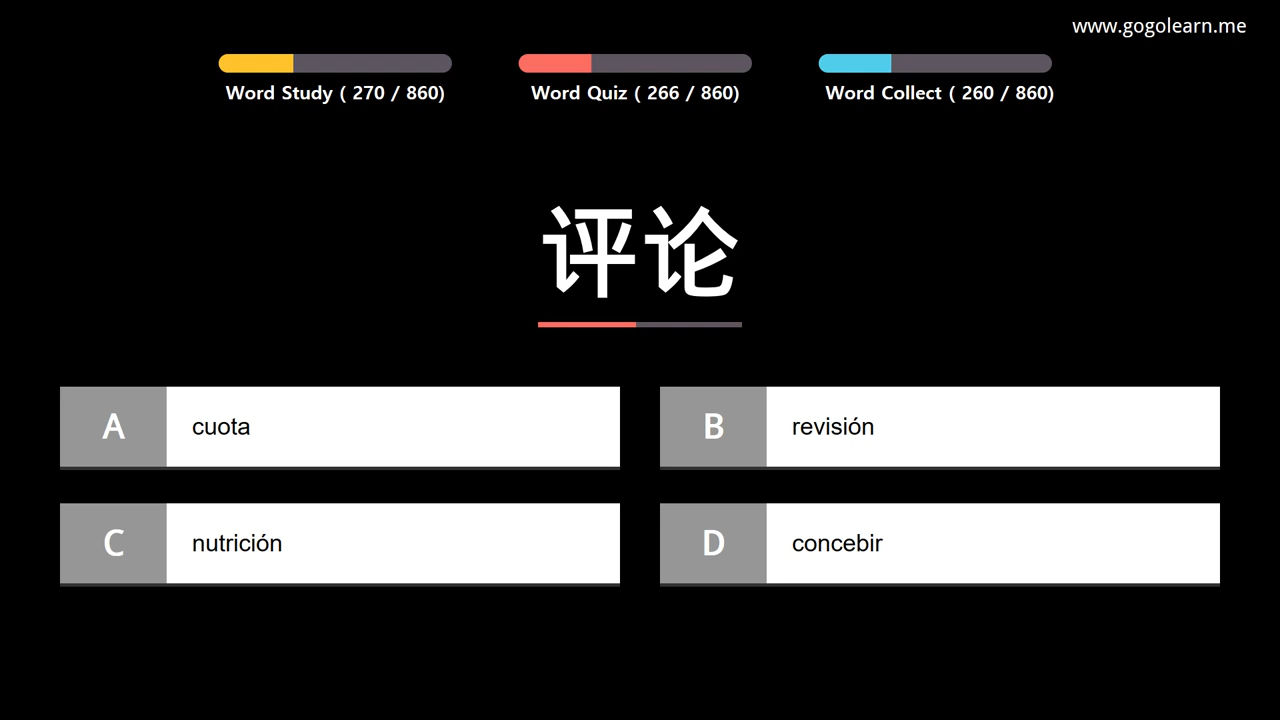 www.gogolearn.me
Word Study ( 270 / 860)
Word Quiz ( 266 / 860)
Word Collect ( 260 / 860)
评论
A
cuota
B
revisión
C
nutrición
D
concebir